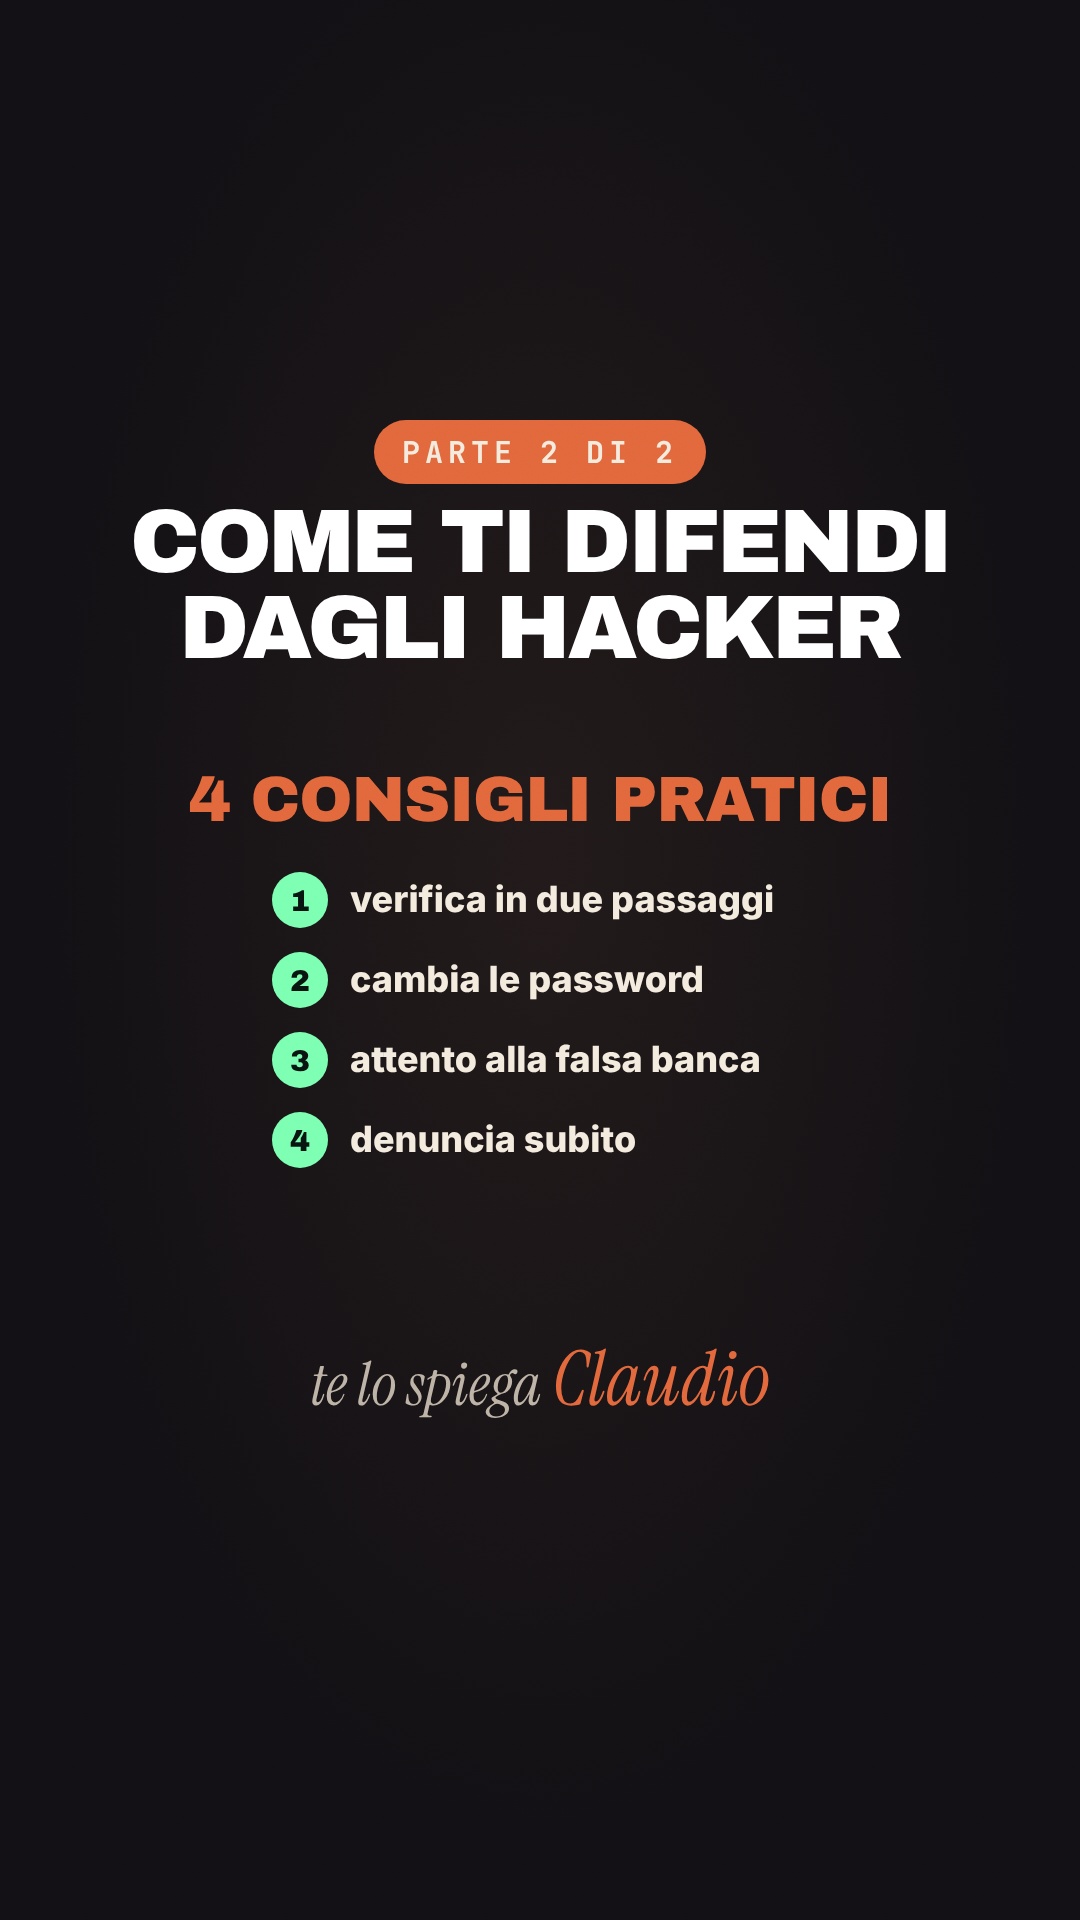 PARTE 2 DI 2
COME TI DIFENDI
DAGLI HACKER
4 CONSIGLI PRATICI
1 verifica in due passaggi
2 cambia le password
3 attento alla falsa banca
4 denuncia subito
te lo spiega Claudio